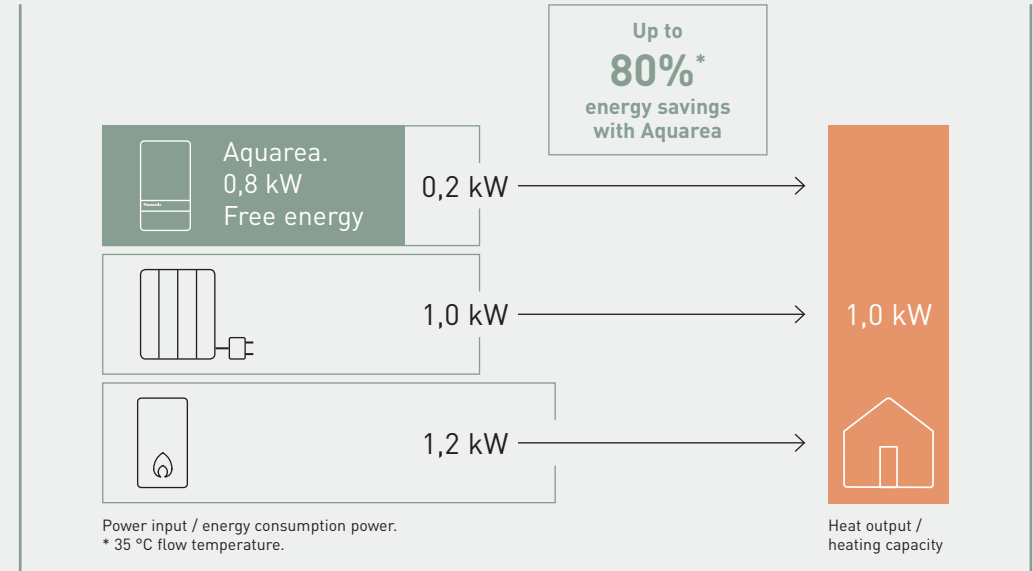 Up to
80%*
energy savings
with Aquarea
Aquarea.
0,8 kW
Free energy
Panasonic
0,2 kW
1,0 kW
1,0 kW
1,2 kW
Power input / energy consumption power.
* 35 °C flow temperature.
Heat output /
heating capacity